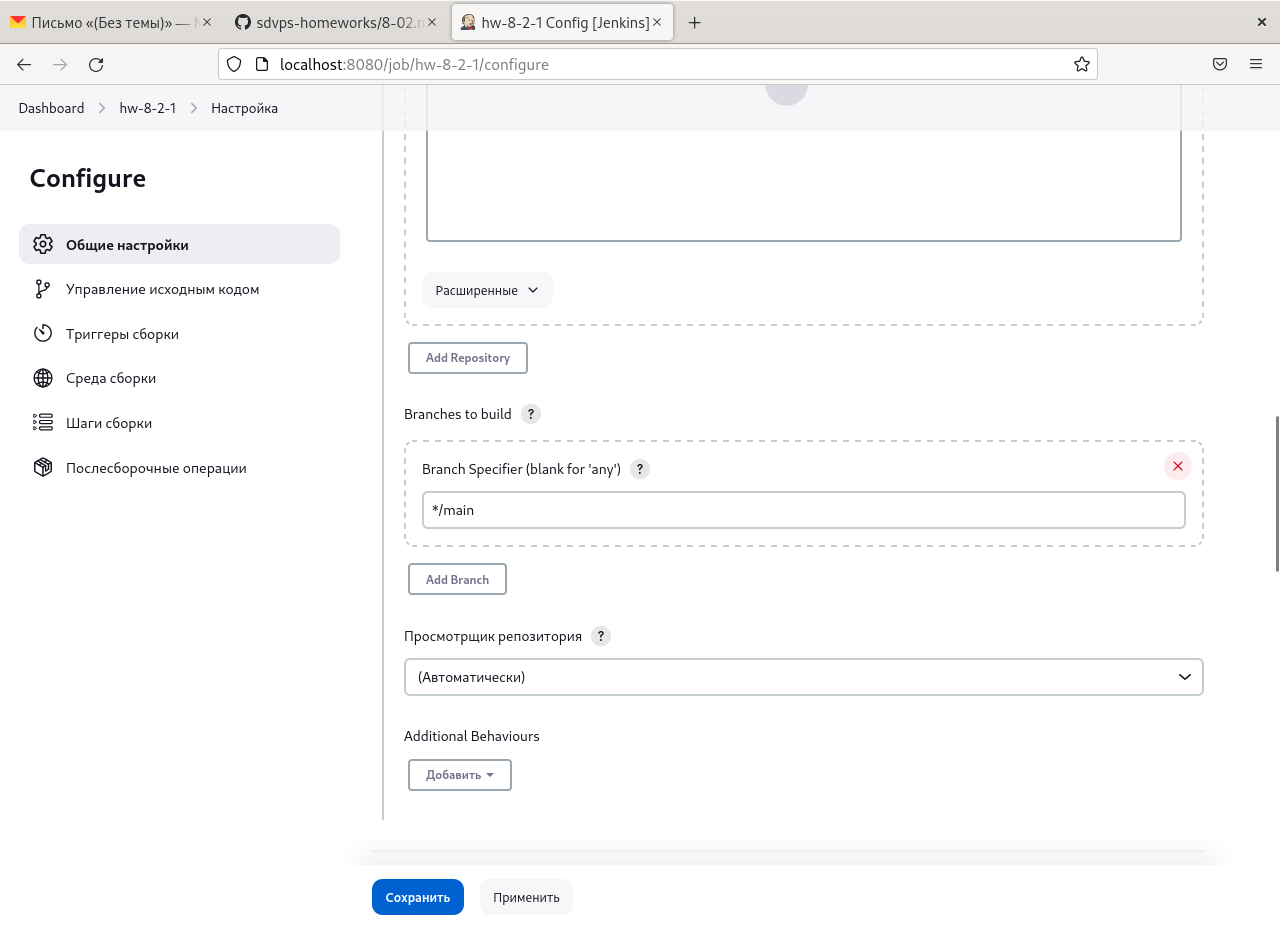 Письмо «(Без темы)» —
sdvps-homeworks/8-02.
hw-8-2-1 Config [Jenkins]
localhost:8080/job/hw-8-2-1/configure
Dashboard > hw-8-2-1 > Настройка
Configure
Общие настройки
Управление исходным кодом
Триггеры сборки
Среда сборки
Шаги сборки
Послесборочные операции
Расширенные
Add Repository
Branches to build ?
Branch Specifier (blank for 'any') ?
*/main
Add Branch
Просмотрщик репозитория ?
(Автоматически)
Additional Behaviours
Добавить
Сохранить
Применить